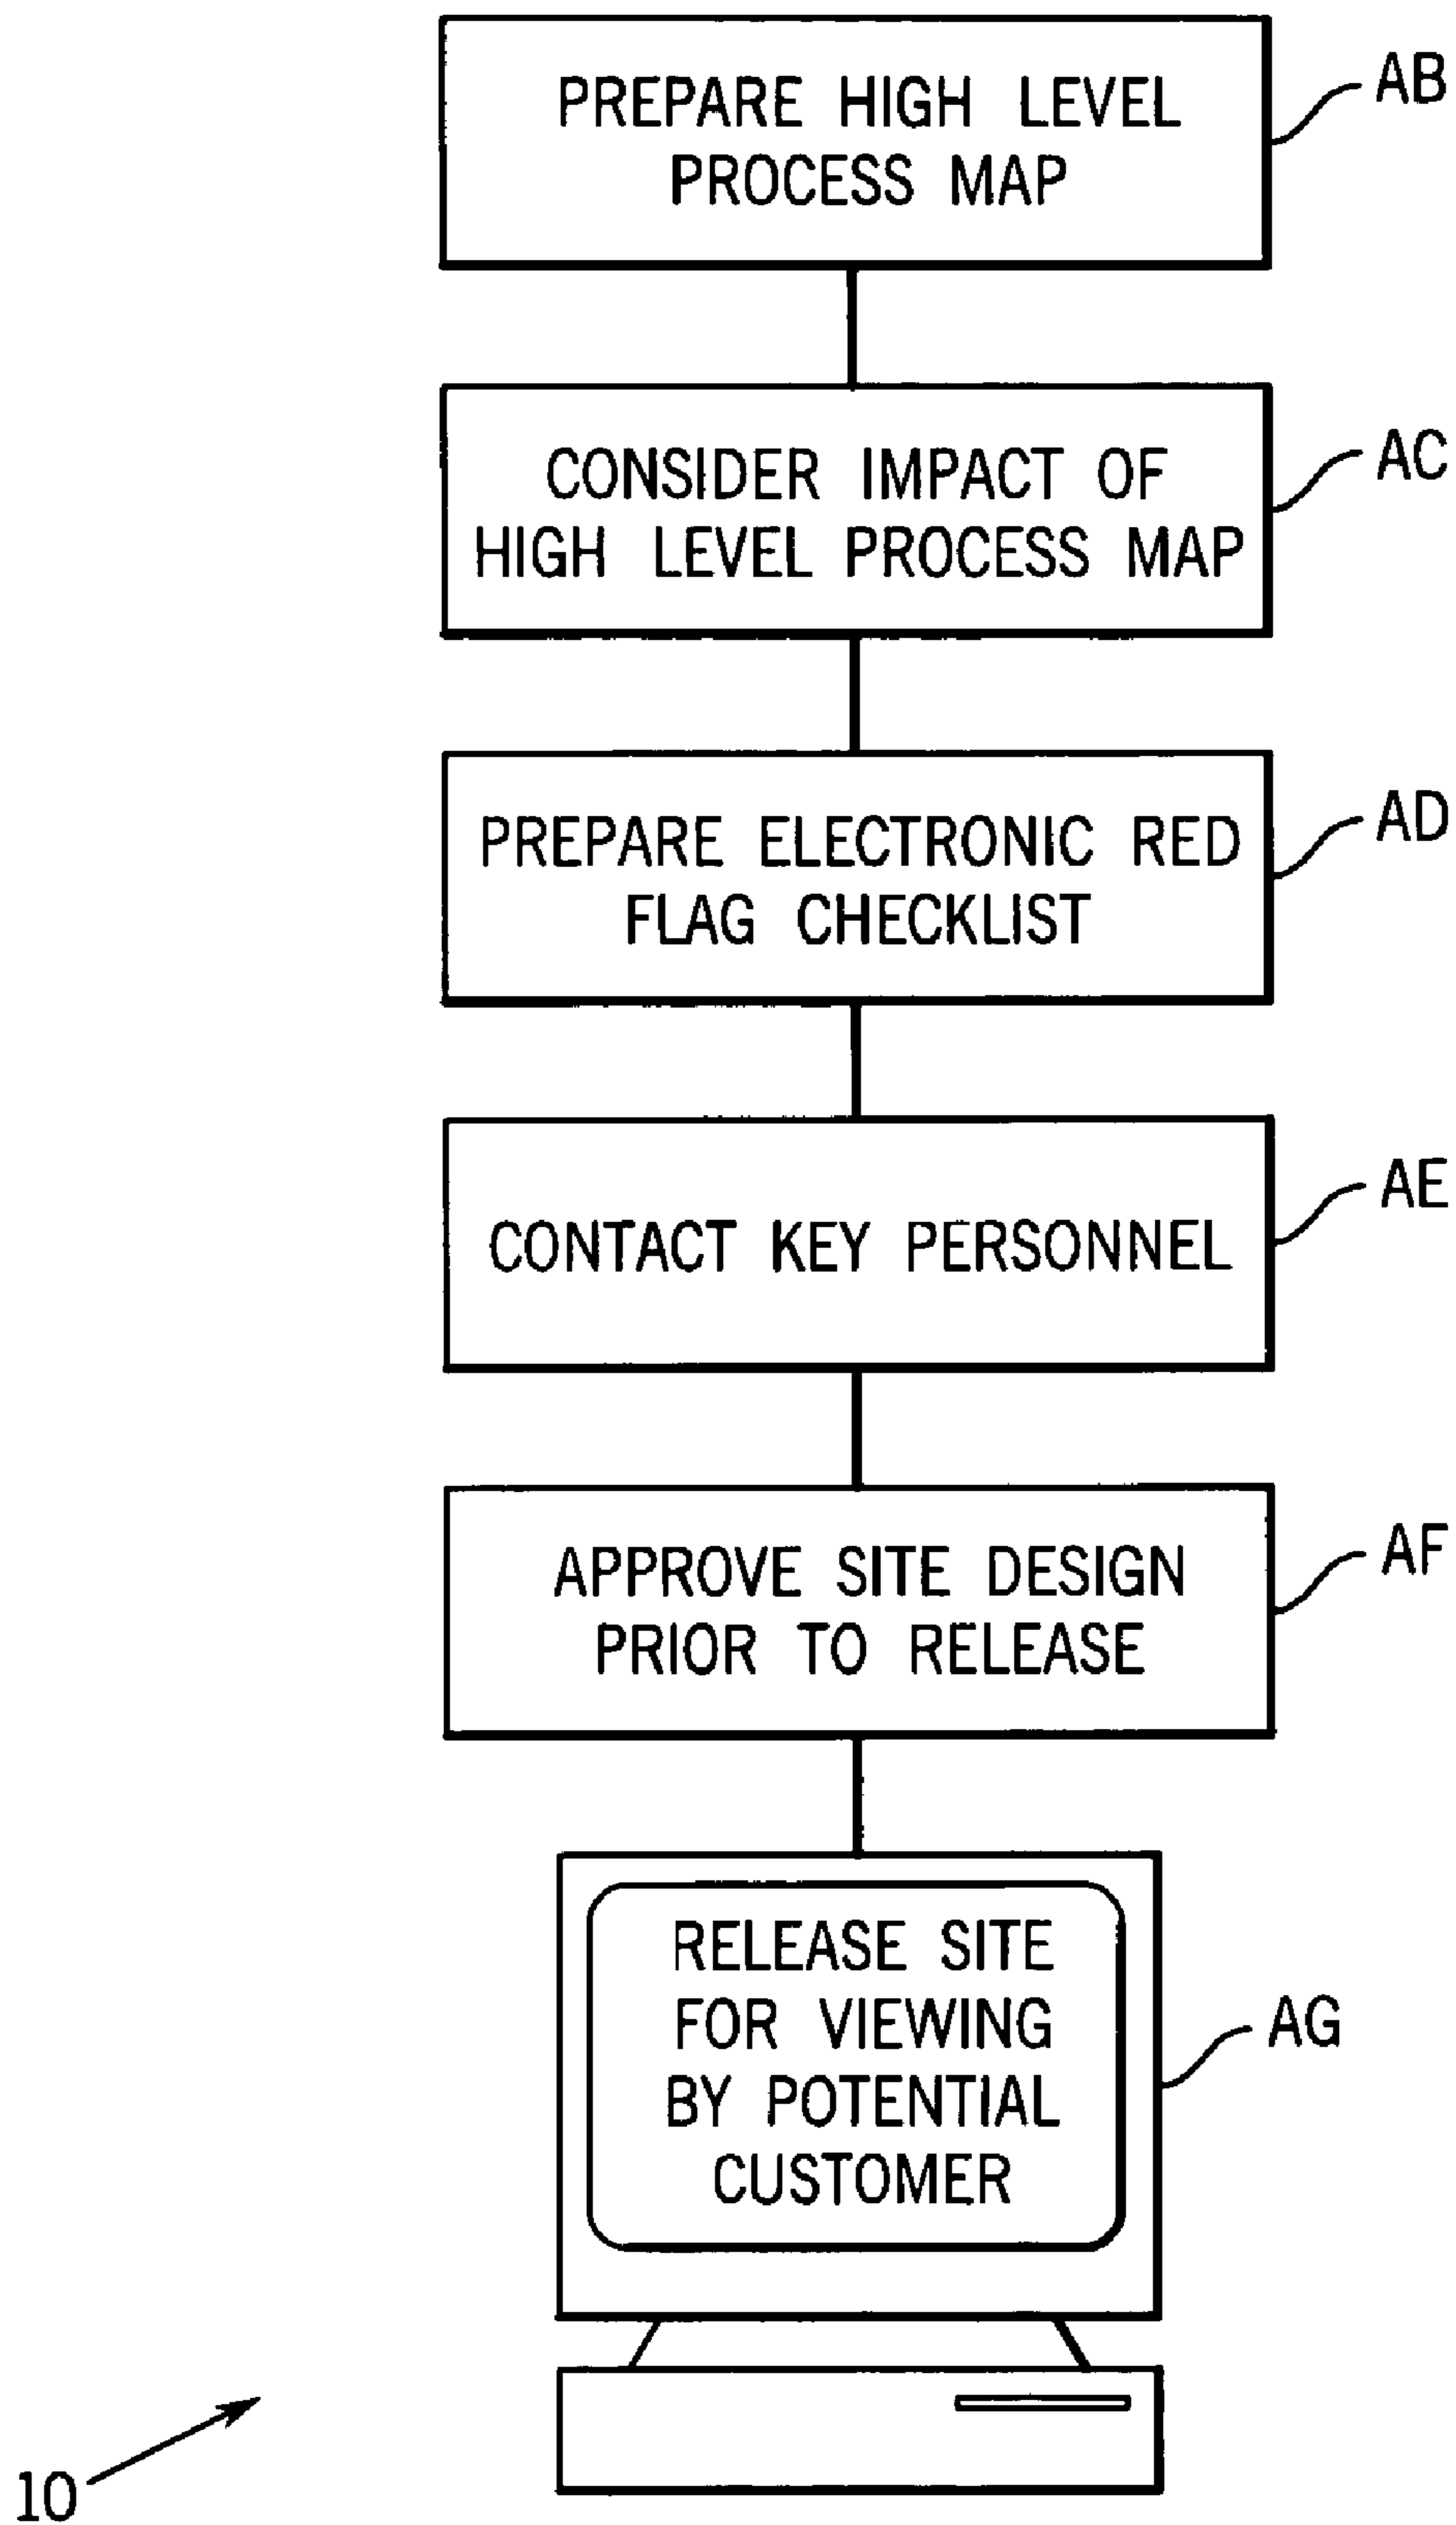 PREPARE HIGH LEVEL
PROCESS MAP
AB
CONSIDER IMPACT OF
HIGH LEVEL PROCESS MAP
AC
PREPARE ELECTRONIC RED
FLAG CHECKLIST
AD
CONTACT KEY PERSONNEL
AE
APPROVE SITE DESIGN
PRIOR TO RELEASE
AF
RELEASE SITE
FOR VIEWING
BY POTENTIAL
CUSTOMER
AG
10